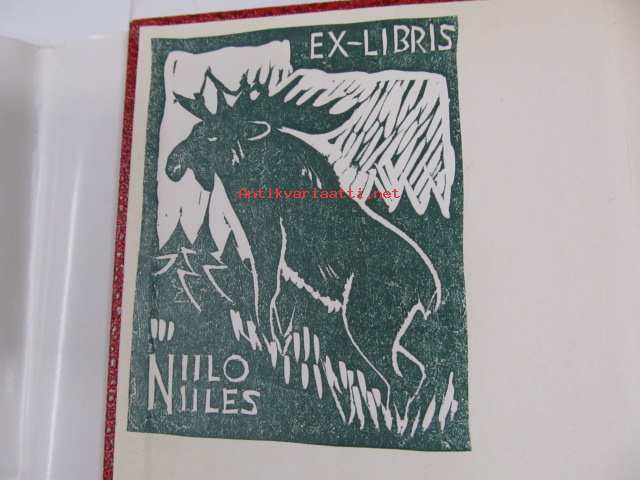 EX-LIBRIS
Antikvariaatti.net
NIILO
NIILES